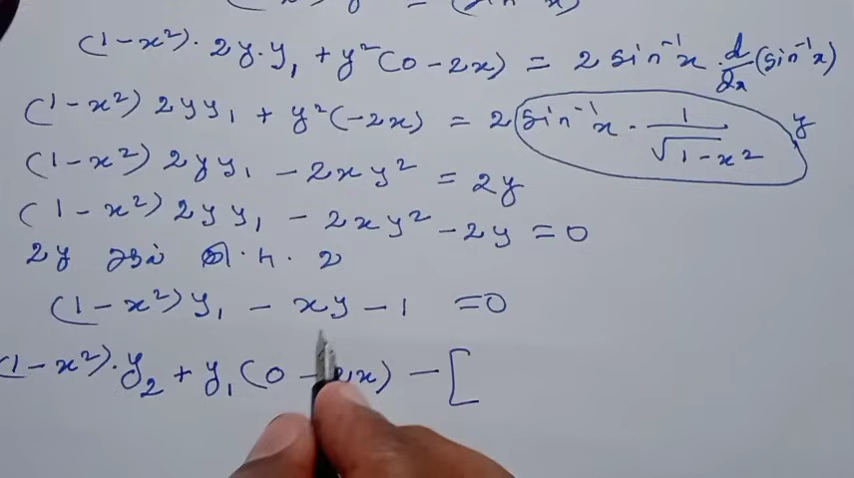 (1-x²)·2y·y₁ + y²(0-2x) = 2 sin⁻¹x · d/dx (sin⁻¹x)
(1-x²) 2yy₁ + y²(-2x) = 2 sin⁻¹x · 1/√1-x² y
(1-x²) 2yy₁ - 2xy² = 2y
(1-x²) 2yy₁ - 2xy² - 2y = 0
2y
(1-x²)y₁ - xy - 1 = 0
(1-x²)·y₂ + y₁(0-2x) - [